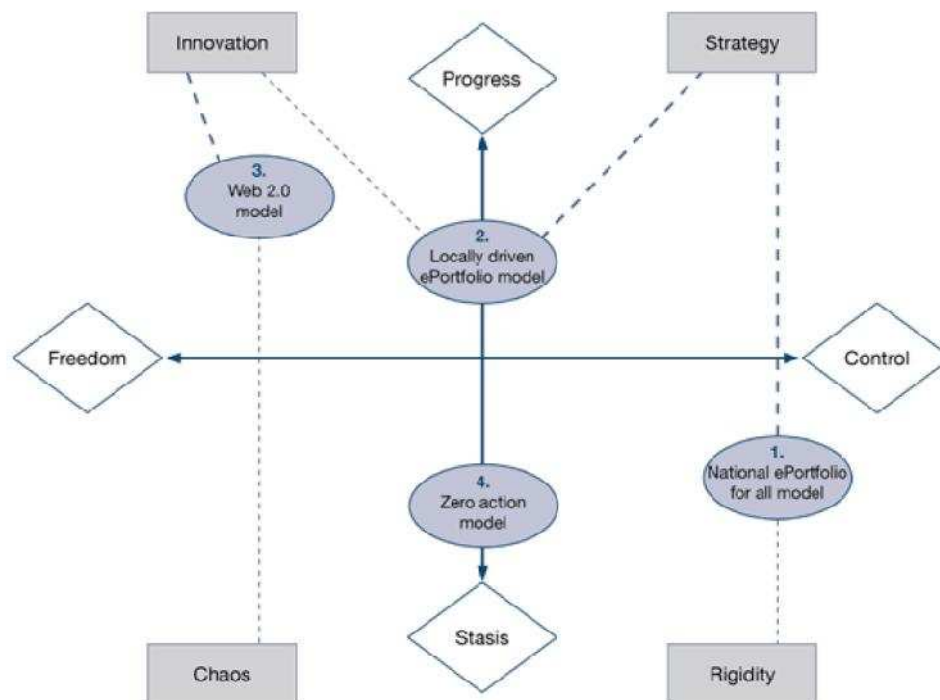 Innovation
Strategy
Progress
3.
Web 2.0
model
2.
Locally driven
ePortfolio model
Freedom
Control
1.
National ePortfolio
for all model
4.
Zero action
model
Stasis
Chaos
Rigidity